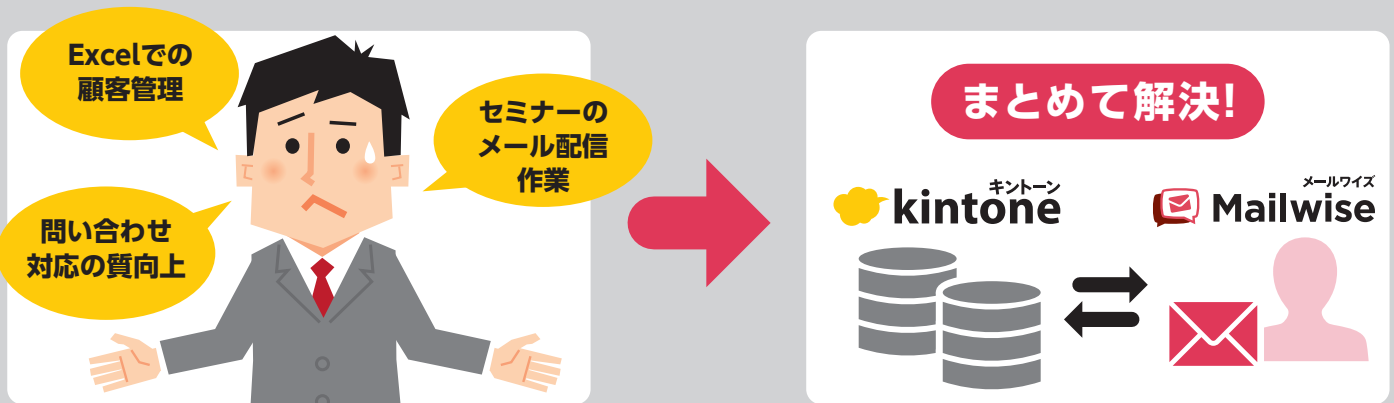 Excelでの
顧客管理
セミナーの
メール配信
作業
問い合わせ
対応の質向上
まとめて解決!
キントーン
kintone
メールワイズ
Mailwise